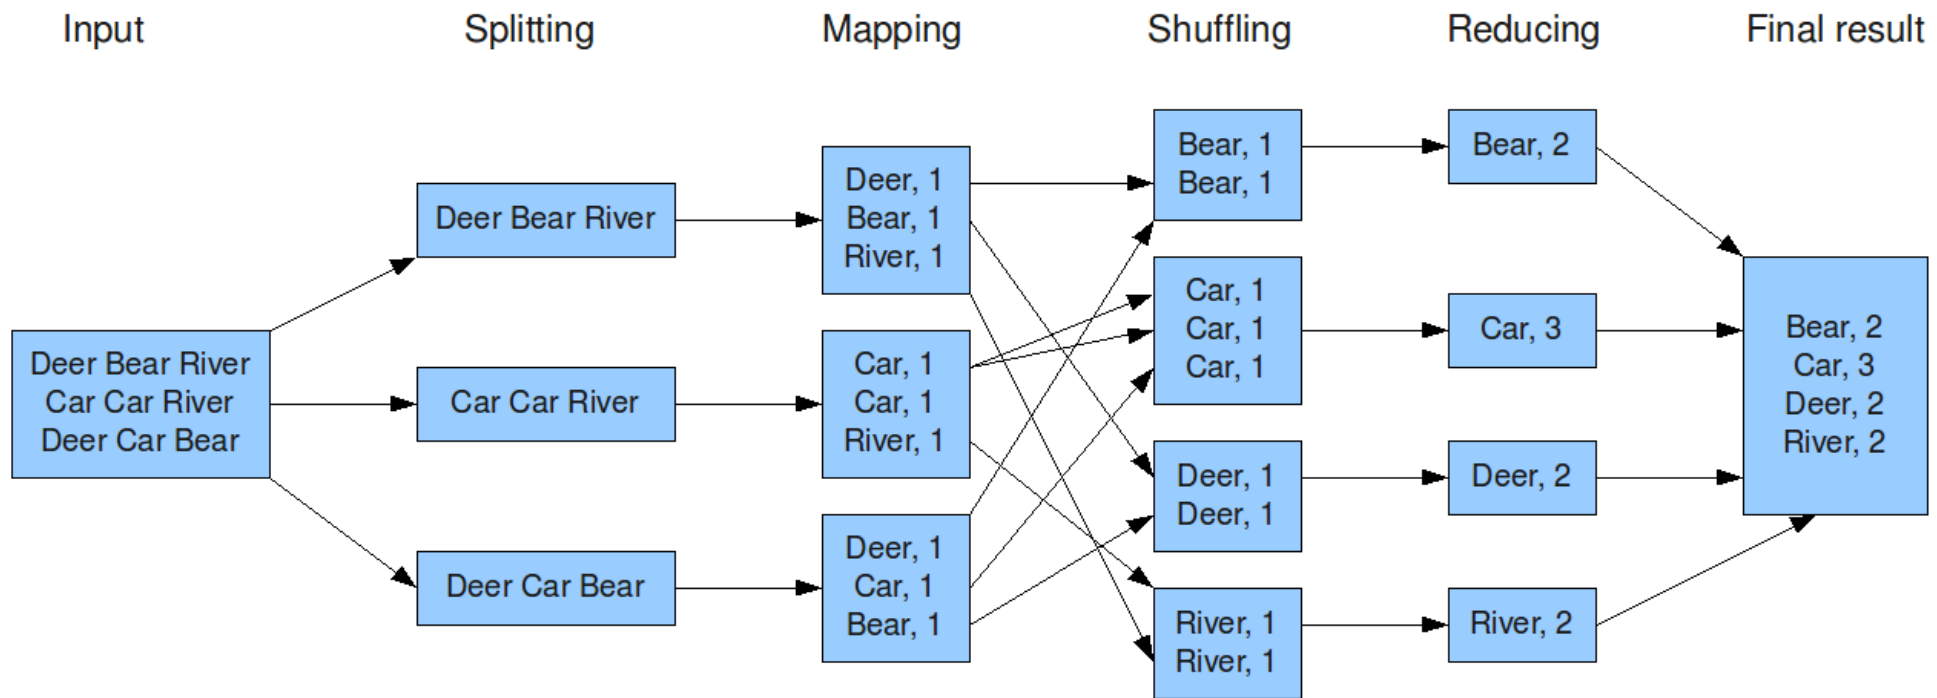 Input
Splitting
Mapping
Shuffling
Reducing
Final result
Deer Bear River
Car Car River
Deer Car Bear
Deer Bear River
Car Car River
Deer Car Bear
Deer, 1
Bear, 1
River, 1
Car, 1
Car, 1
River, 1
Deer, 1
Car, 1
Bear, 1
Bear, 1
Bear, 1
Car, 1
Car, 1
Car, 1
Deer, 1
Deer, 1
River, 1
River, 1
Bear, 2
Car, 3
Deer, 2
River, 2
Bear, 2
Car, 3
Deer, 2
River, 2